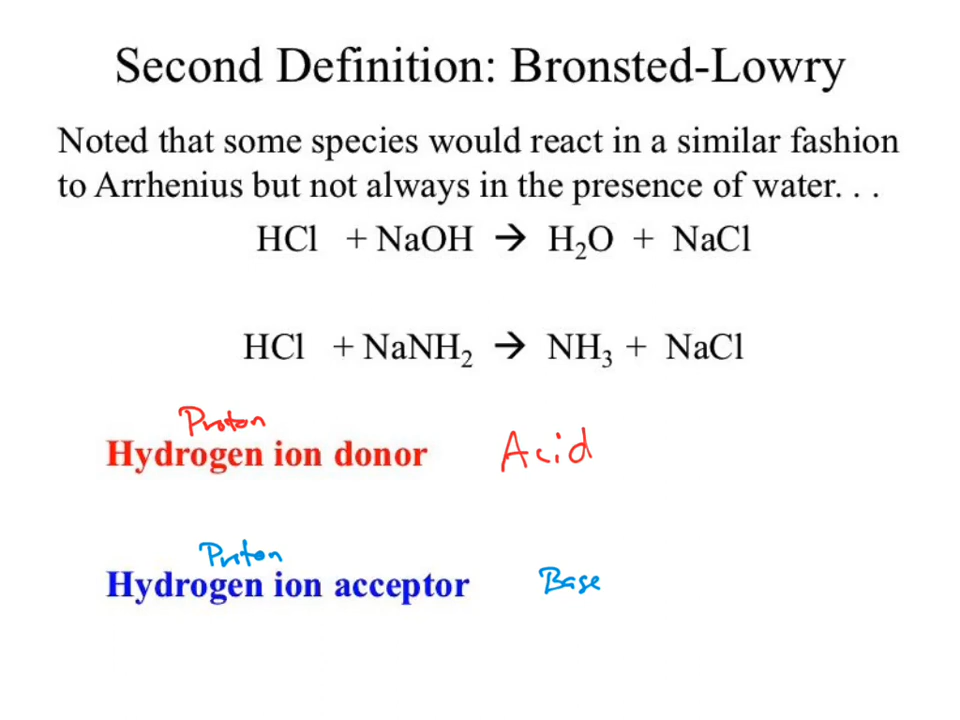 Second Definition: Bronsted-Lowry
Noted that some species would react in a similar fashion
to Arrhenius but not always in the presence of water. . .
HCl + NaOH → H₂O + NaCl
HCl + NaNH₂ → NH₃ + NaCl
Proton
Hydrogen ion donor Acid
Proton
Hydrogen ion acceptor Base